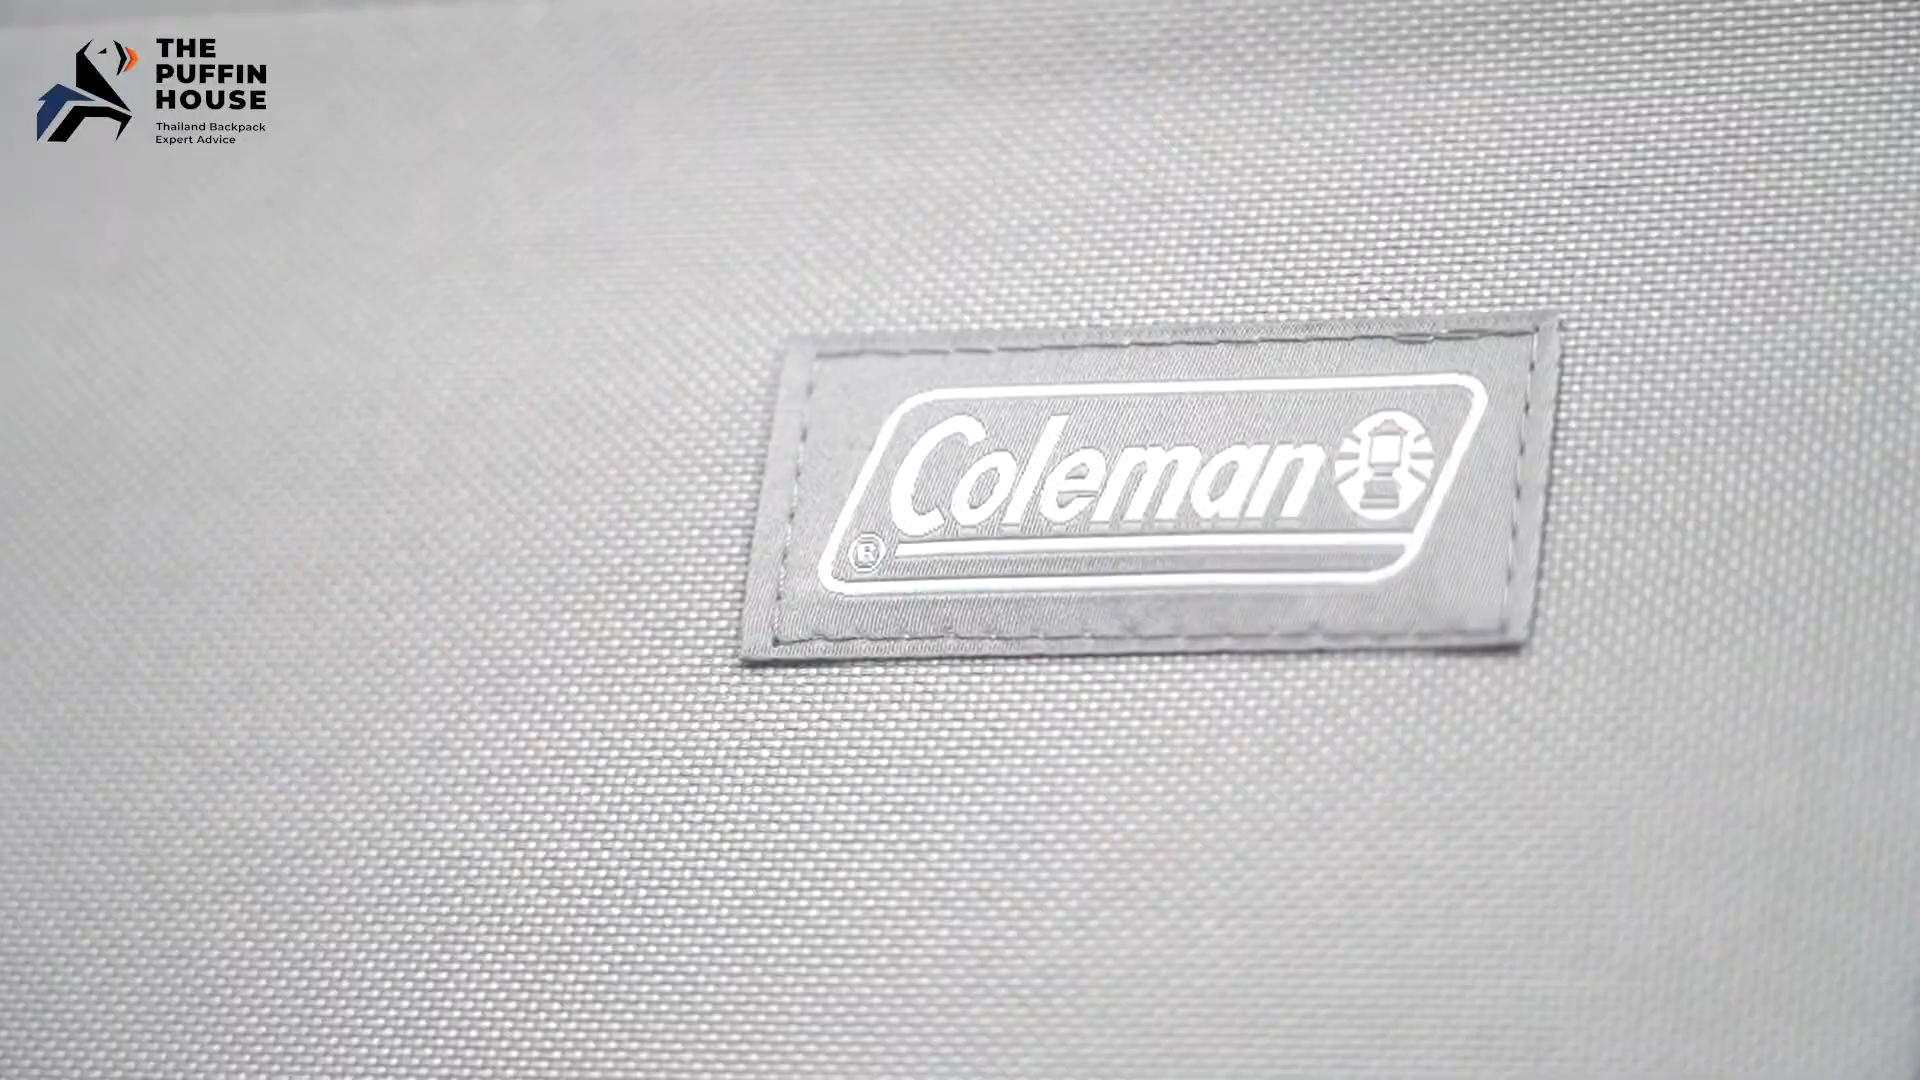 THE
PUFFIN
HOUSE
Thailand Backpack
Expert Advice
Coleman
®